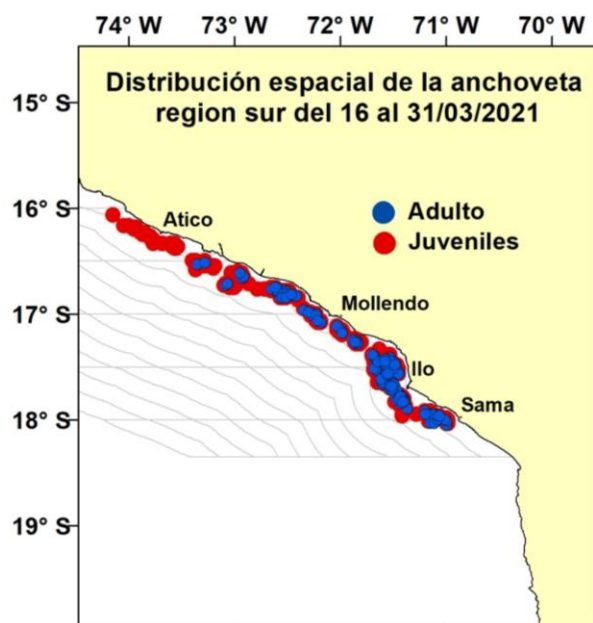 74° W 73° W 72° W 71° W 70° W
Distribución espacial de la anchoveta
region sur del 16 al 31/03/2021
15° S
16° S
17° S
18° S
19° S
Adulto
Juveniles
Atico
Mollendo
Ilo
Sama